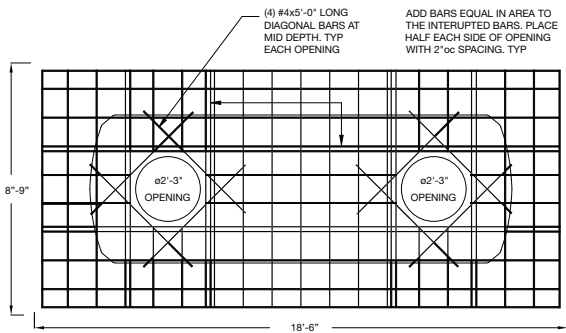 (4) #4x5'-0" LONG
DIAGONAL BARS AT
MID DEPTH. TYP
EACH OPENING
ADD BARS EQUAL IN AREA TO
THE INTERUPTED BARS. PLACE
HALF EACH SIDE OF OPENING
WITH 2"oc SPACING. TYP
8'-9"
ø2'-3"
OPENING
ø2'-3"
OPENING
18'-6"